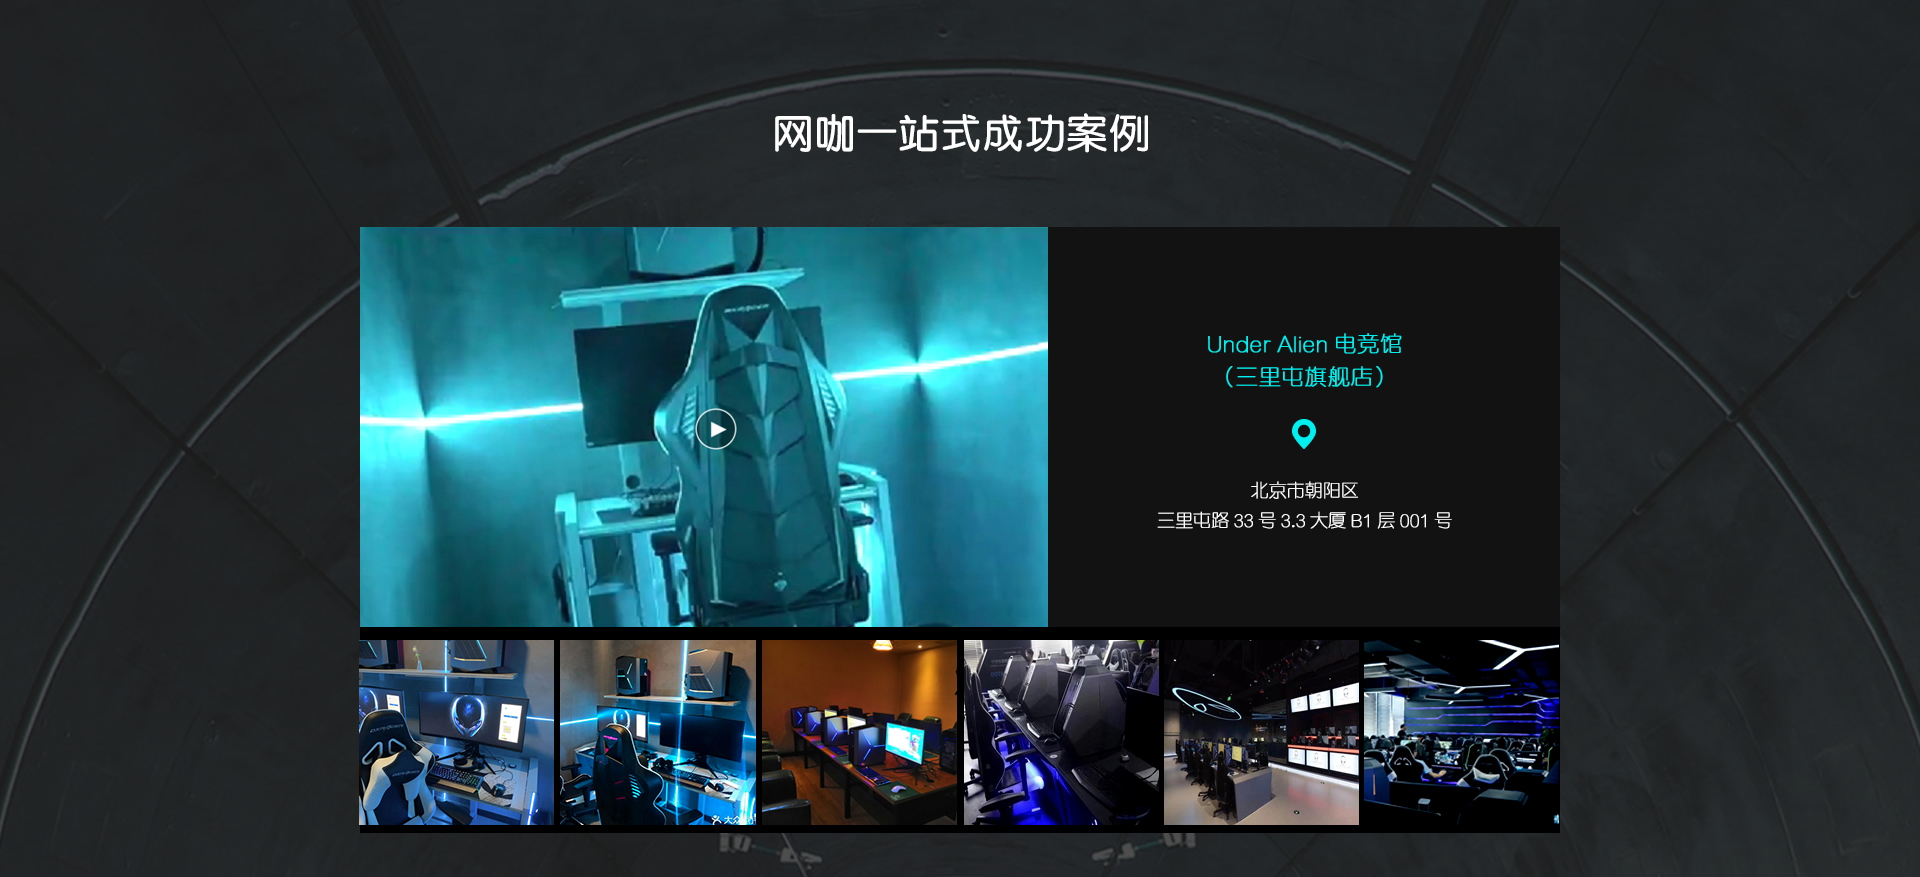 网咖一站式成功案例
Under Alien 电竞馆
（三里屯旗舰店）
北京市朝阳区
三里屯路 33 号 3.3 大厦 B1 层 001 号